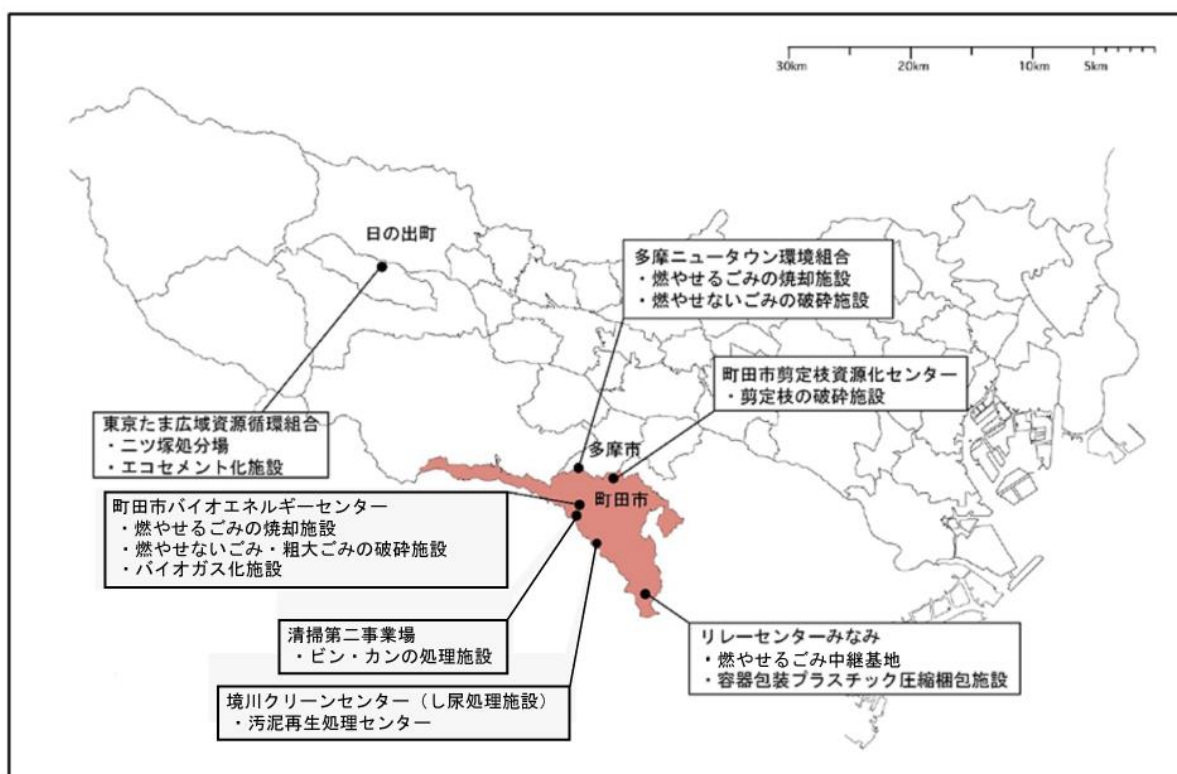 30km 20km 10km 5km
日の出町
多摩ニュータウン環境組合
・燃やせるごみの焼却施設
・燃やせないごみの破砕施設
町田市剪定枝資源化センター
・剪定枝の破砕施設
東京たま広域資源循環組合
・二ツ塚処分場
・エコセメント化施設
多摩市
町田市
町田市バイオエネルギーセンター
・燃やせるごみの焼却施設
・燃やせないごみ・粗大ごみの破砕施設
・バイオガス化施設
清掃第二事業場
・ビン・カンの処理施設
リレーセンターみなみ
・燃やせるごみ中継基地
・容器包装プラスチック圧縮梱包施設
境川クリーンセンター（し尿処理施設）
・汚泥再生処理センター